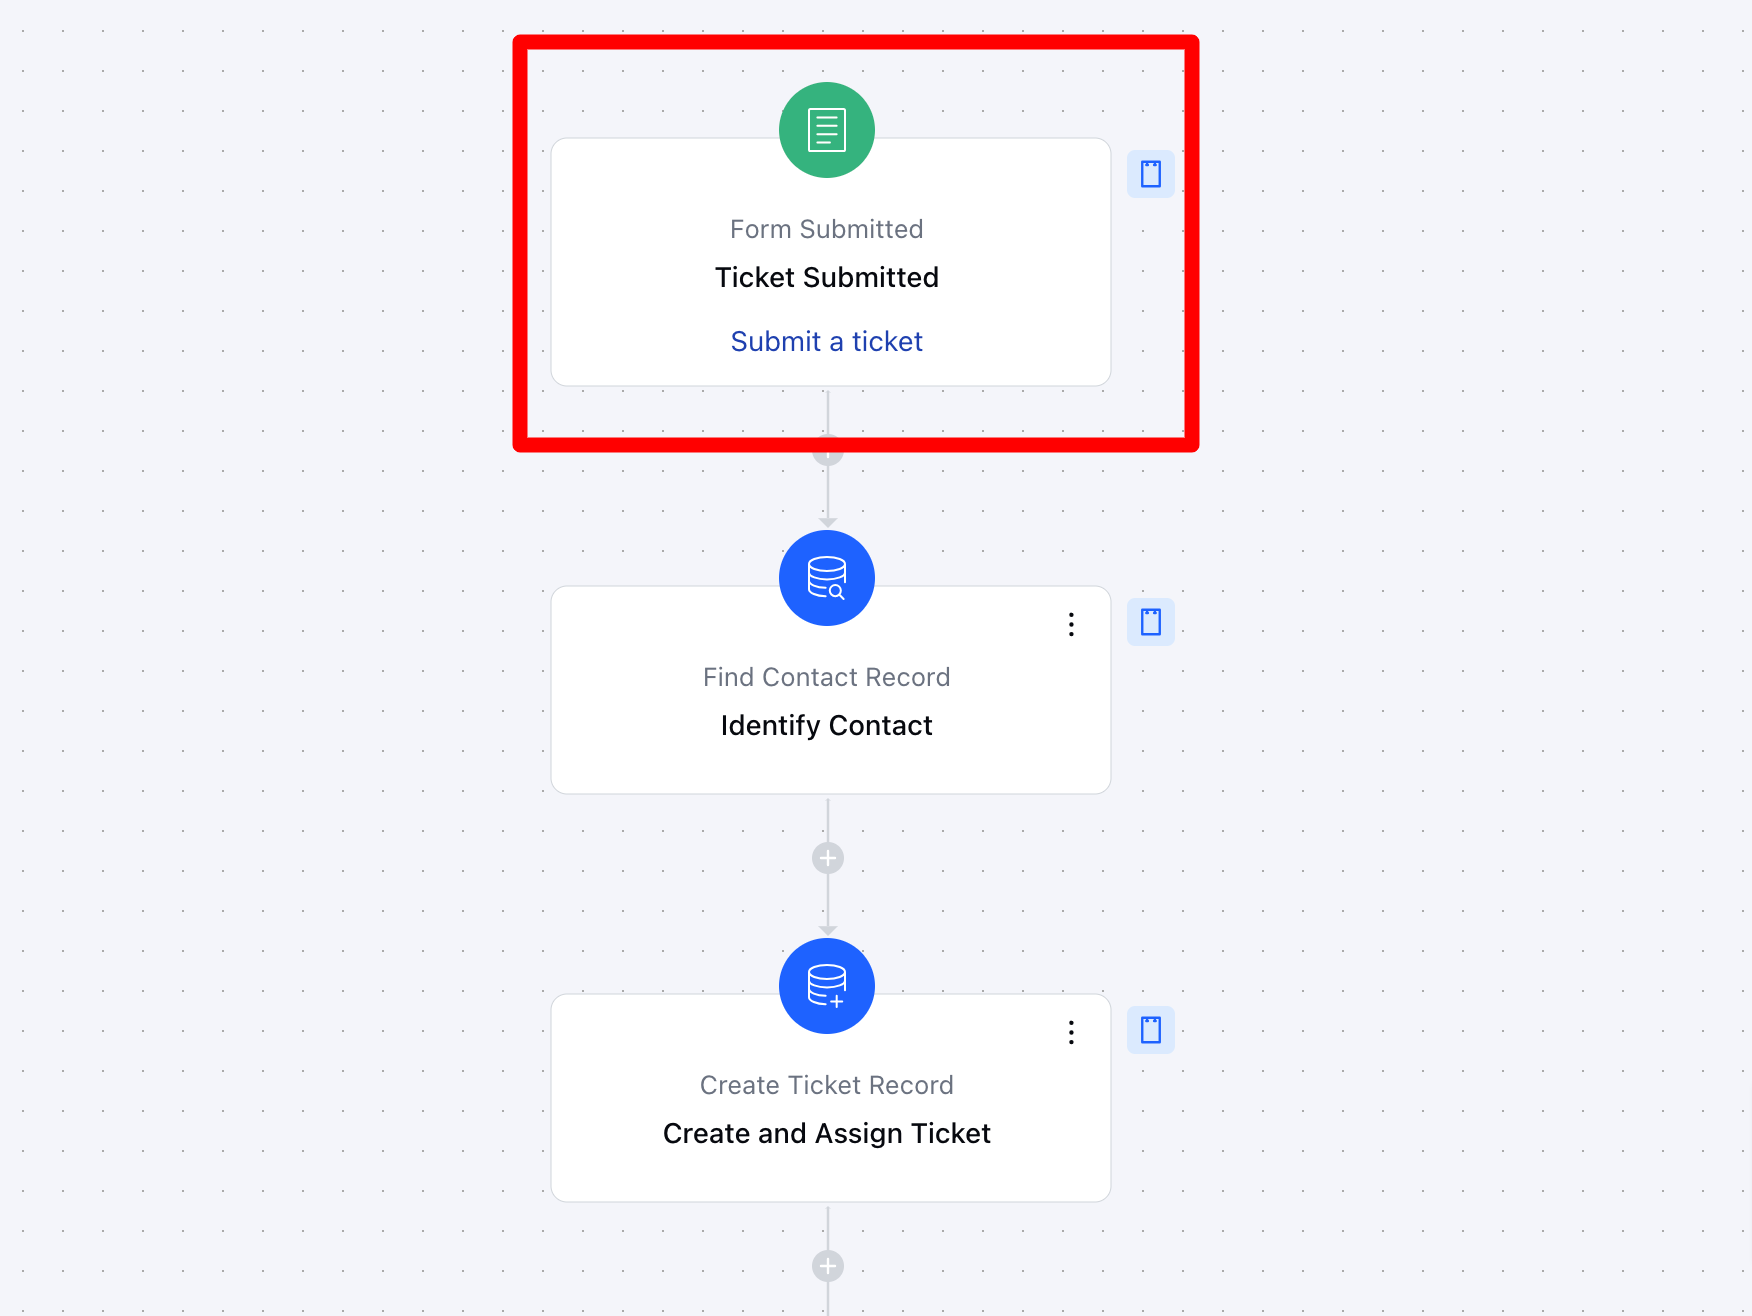 Form Submitted
Ticket Submitted
Submit a ticket
Find Contact Record
Identify Contact
Create Ticket Record
Create and Assign Ticket